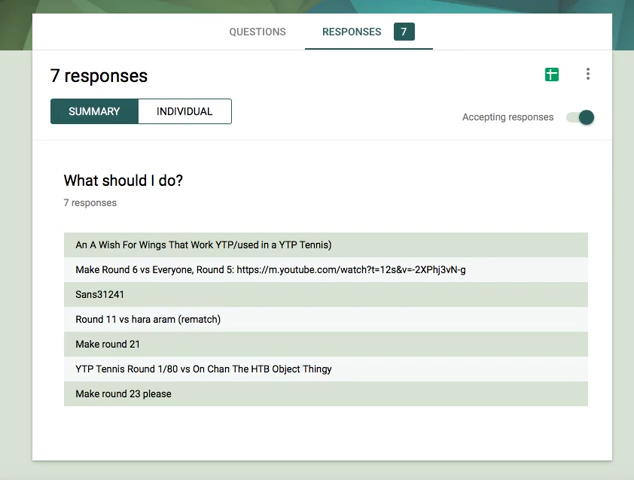 QUESTIONS RESPONSES 7
7 responses
SUMMARY INDIVIDUAL
Accepting responses
What should I do?
7 responses
An A Wish For Wings That Work YTP/used in a YTP Tennis)
Make Round 6 vs Everyone, Round 5: https://m.youtube.com/watch?t=12s&v=-2XPhj3vN-g
Sans31241
Round 11 vs hara aram (rematch)
Make round 21
YTP Tennis Round 1/80 vs On Chan The HTB Object Thingy
Make round 23 please